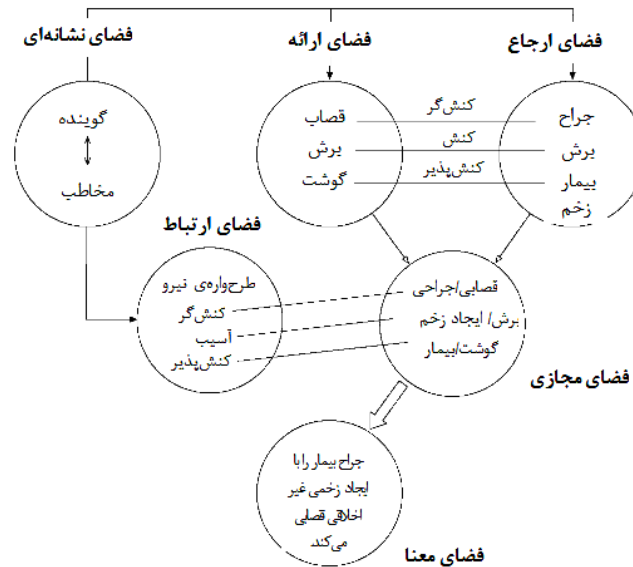 فضای ارجاع
فضای ارائه
فضای نشانه‌ای
جراح
برش
بیمار
زخم
کنش‌گر
کنش
کنش‌پذیر
قصاب
برش
گوشت
گوینده
مخاطب
فضای ارتباط
طرح‌واره‌ی نیرو
کنش‌گر
آسیب
کنش‌پذیر
قصابی/جراحی
برش/ ایجاد زخم
گوشت/بیمار
فضای مجازی
جراح بیمار را با
ایجاد زخمی غیر
اخلاقی قصابی
می‌کند.
فضای معنا